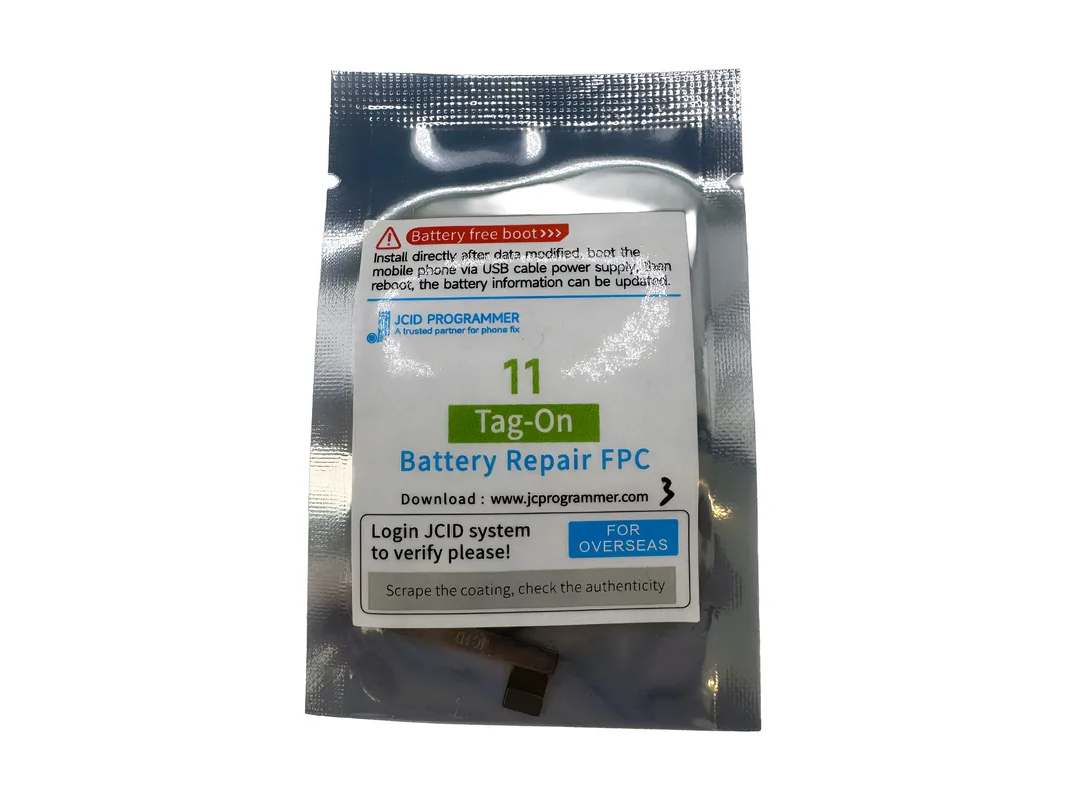 Battery free boot>>>
Install directly after data modified, boot the
mobile phone via USB cable power supply, then
reboot, the battery information can be updated.
JCID PROGRAMMER
A trusted partner for phone fix
11
Tag-On
Battery Repair FPC
Download : www.jcprogrammer.com 3
Login JCID system
to verify please!
FOR
OVERSEAS
Scrape the coating, check the authenticity
JCID